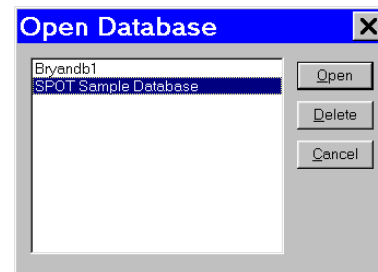 Open Database
Bryandb1
SPOT Sample Database
Open
Delete
Cancel